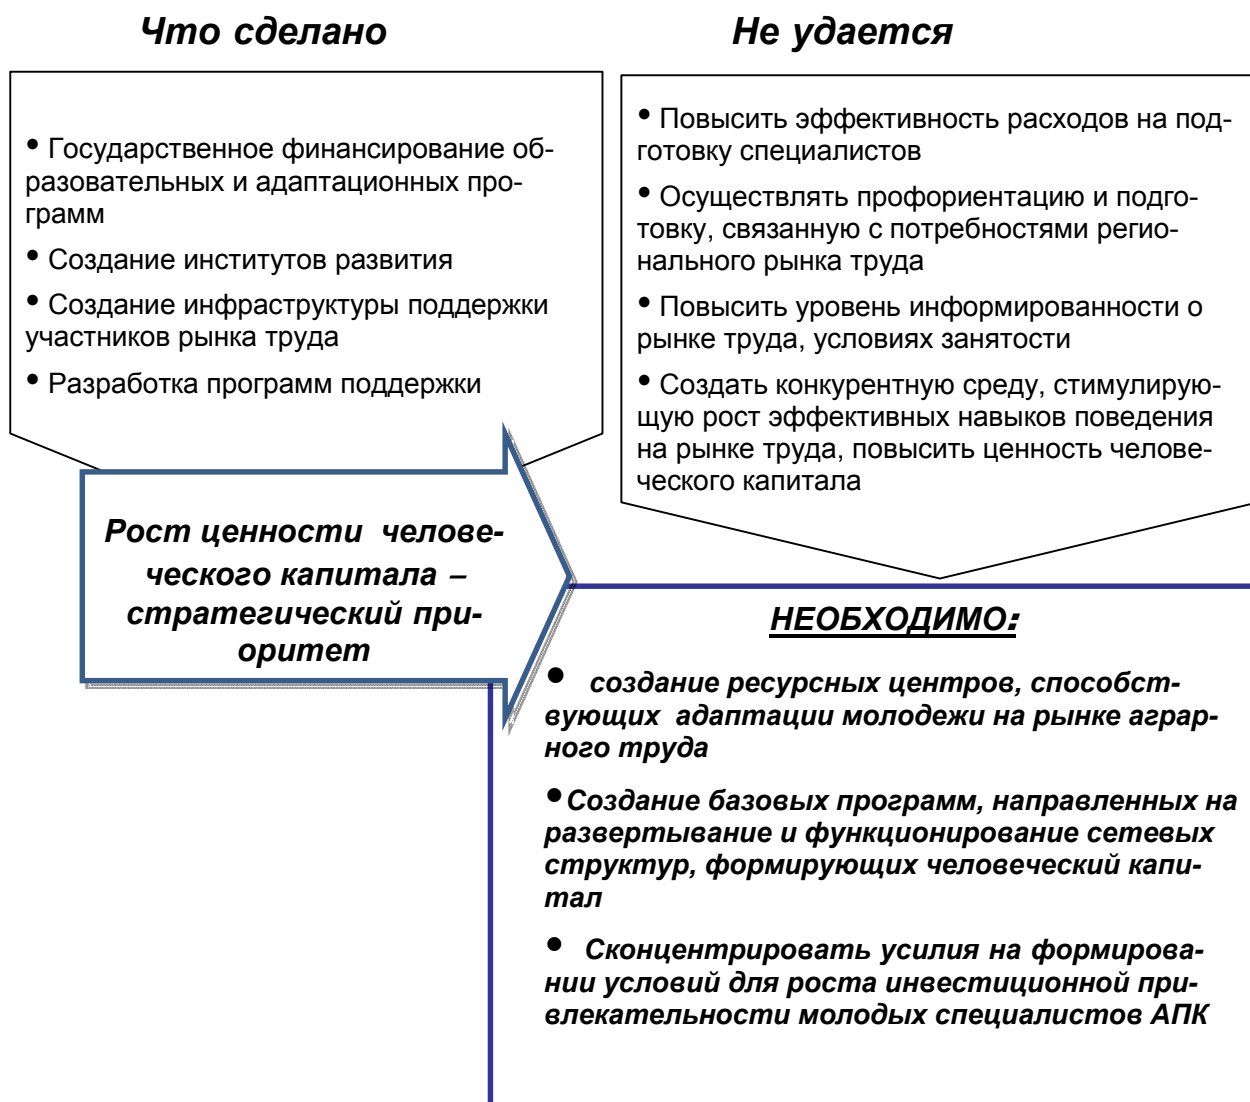 Что сделано
Не удается
• Государственное финансирование об-
разовательных и адаптационных про-
грамм
• Создание институтов развития
• Создание инфраструктуры поддержки
участников рынка труда
• Разработка программ поддержки
• Повысить эффективность расходов на под-
готовку специалистов
• Осуществлять профориентацию и подго-
товку, связанную с потребностями регио-
нального рынка труда
• Повысить уровень информированности о
рынке труда, условиях занятости
• Создать конкурентную среду, стимулирую-
щую рост эффективных навыков поведения
на рынке труда, повысить ценность челове-
ческого капитала
Рост ценности челове-
ческого капитала –
стратегический при-
оритет
НЕОБХОДИМО:
• создание ресурсных центров, способст-
вующих адаптации молодежи на рынке аграр-
ного труда
•Создание базовых программ, направленных на
развертывание и функционирование сетевых
структур, формирующих человеческий капи-
тал
• Сконцентрировать усилия на формирова-
нии условий для роста инвестиционной при-
влекательности молодых специалистов АПК